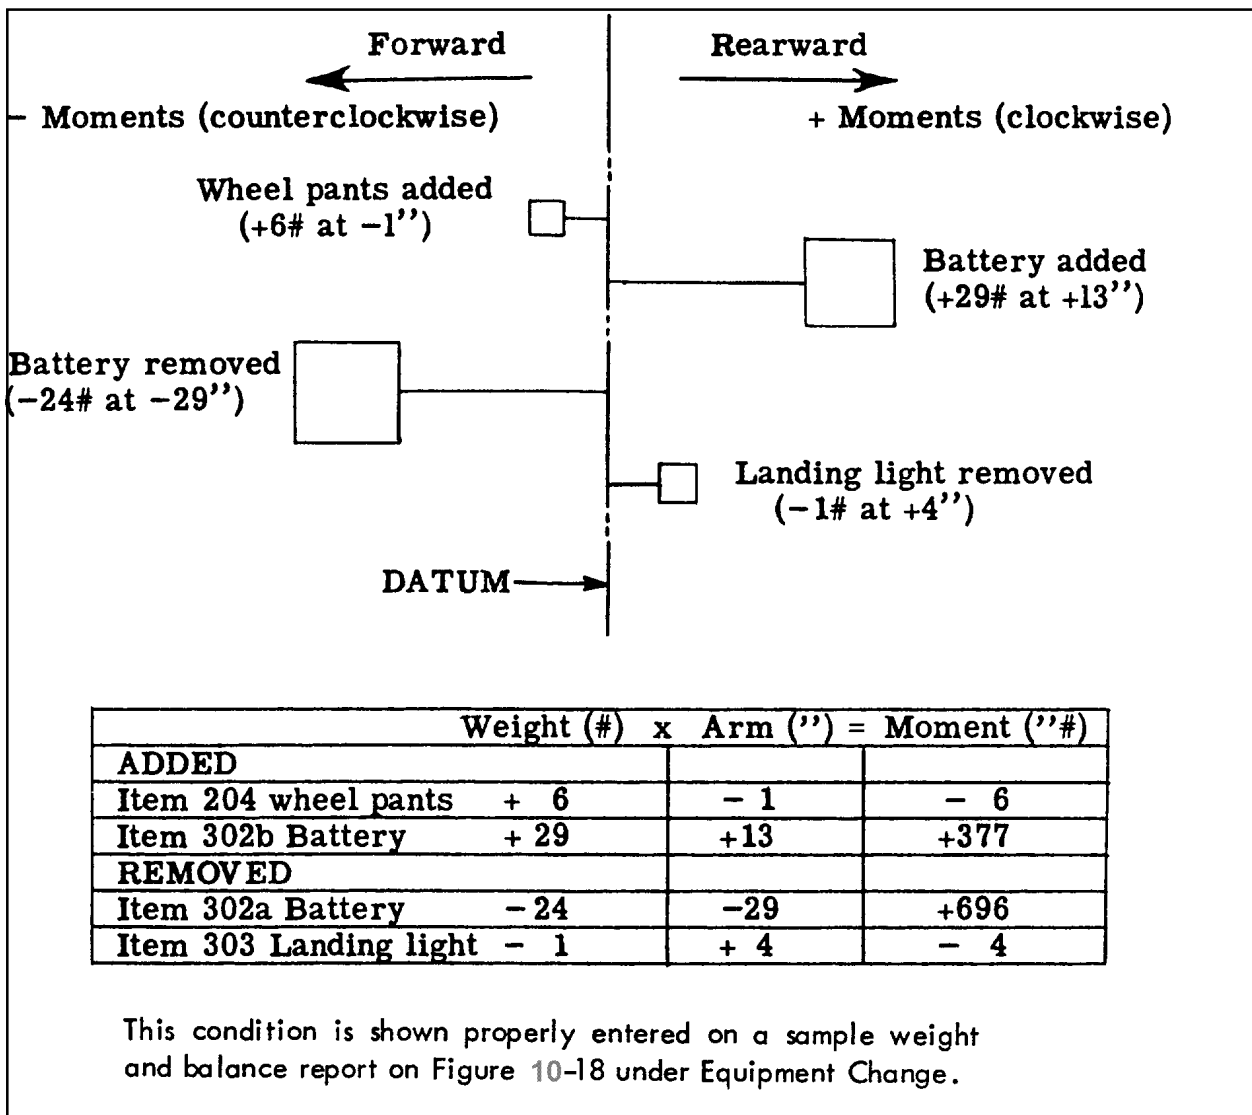 Forward
Rearward
− Moments (counterclockwise)
+ Moments (clockwise)
Wheel pants added
(+6# at −1’’)
Battery added
(+29# at +13’’)
Battery removed
(−24# at −29’’)
Landing light removed
(−1# at +4’’)
DATUM
Weight (#) x Arm (’’) = Moment (’’#)
ADDED
Item 204 wheel pants + 6 − 1 − 6
Item 302b Battery + 29 +13 +377
REMOVED
Item 302a Battery −24 −29 +696
Item 303 Landing light − 1 + 4 − 4
This condition is shown properly entered on a sample weight
and balance report on Figure 10-18 under Equipment Change.